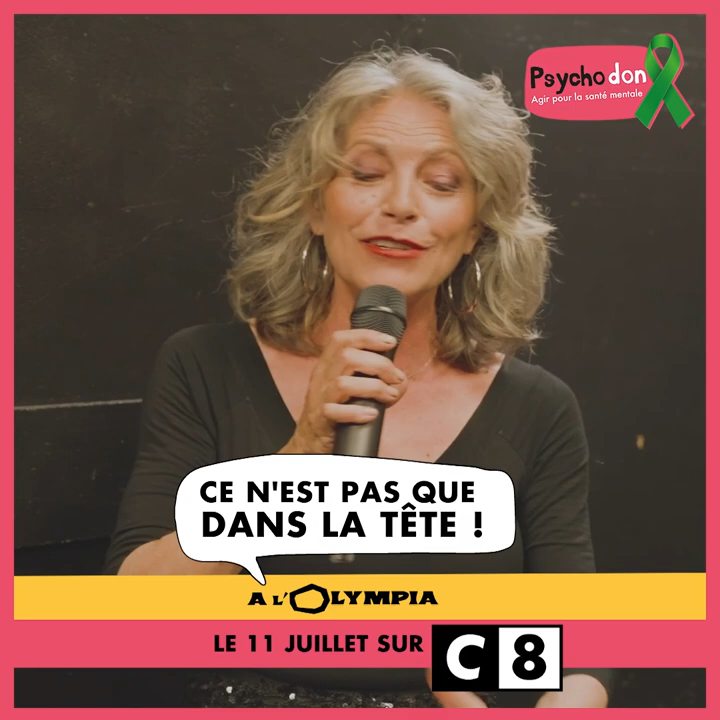 Psychodon
Agir pour la santé mentale
CE N'EST PAS QUE
DANS LA TÊTE !
A L'OLYMPIA
LE 11 JUILLET SUR C8